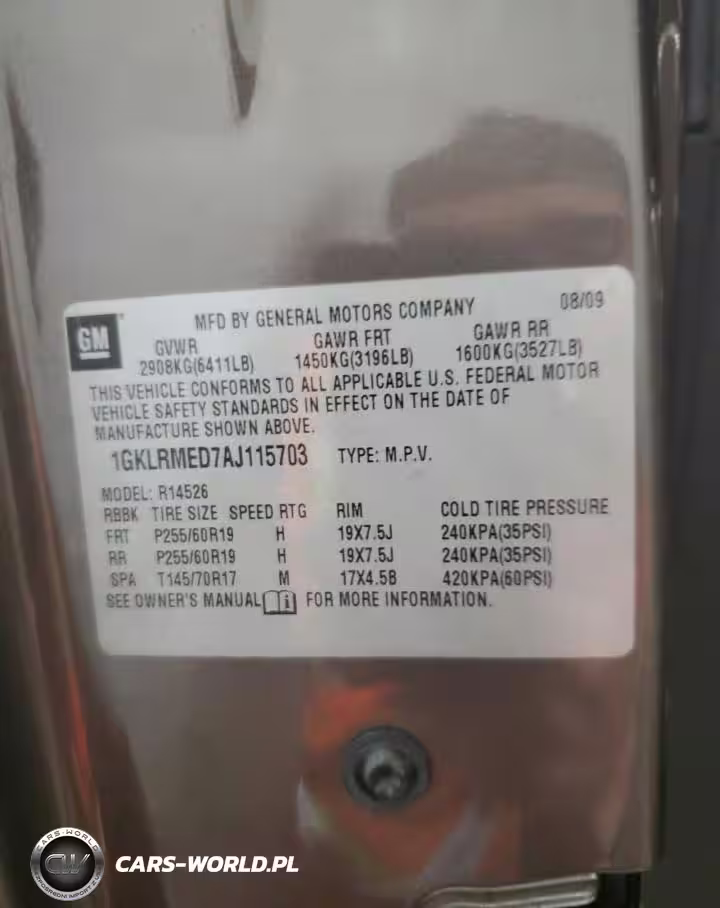 GM
MFD BY GENERAL MOTORS COMPANY 08/09
GVWR GAWR FRT GAWR RR
2908KG(6411LB) 1450KG(3196LB) 1600KG(3527LB)
THIS VEHICLE CONFORMS TO ALL APPLICABLE U.S. FEDERAL MOTOR
VEHICLE SAFETY STANDARDS IN EFFECT ON THE DATE OF
MANUFACTURE SHOWN ABOVE.
1GKLRMED7AJ115703 TYPE: M.P.V.
MODEL: R14526
RBBK TIRE SIZE SPEED RTG RIM COLD TIRE PRESSURE
FRT P255/60R19 H 19X7.5J 240KPA(35PSI)
RR P255/60R19 H 19X7.5J 240KPA(35PSI)
SPA T145/70R17 M 17X4.5B 420KPA(60PSI)
SEE OWNER'S MANUAL i FOR MORE INFORMATION.
CARS-WORLD
CW
CARS-WORLD.PL